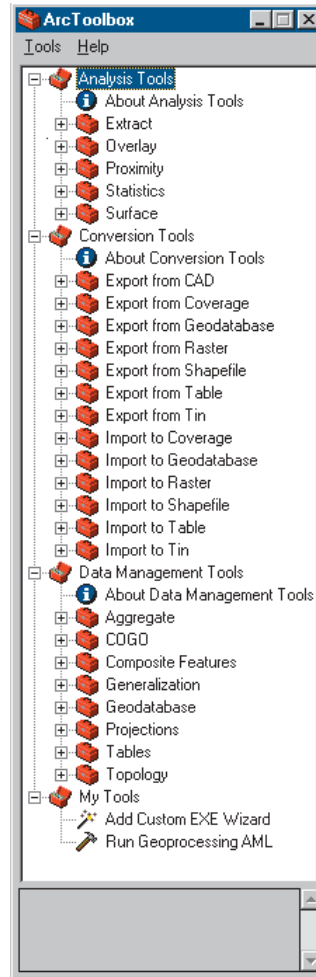 ArcToolbox
Tools Help
Analysis Tools
About Analysis Tools
Extract
Overlay
Proximity
Statistics
Surface
Conversion Tools
About Conversion Tools
Export from CAD
Export from Coverage
Export from Geodatabase
Export from Raster
Export from Shapefile
Export from Table
Export from Tin
Import to Coverage
Import to Geodatabase
Import to Raster
Import to Shapefile
Import to Table
Import to Tin
Data Management Tools
About Data Management Tools
Aggregate
COGO
Composite Features
Generalization
Geodatabase
Projections
Tables
Topology
My Tools
Add Custom EXE Wizard
Run Geoprocessing AML